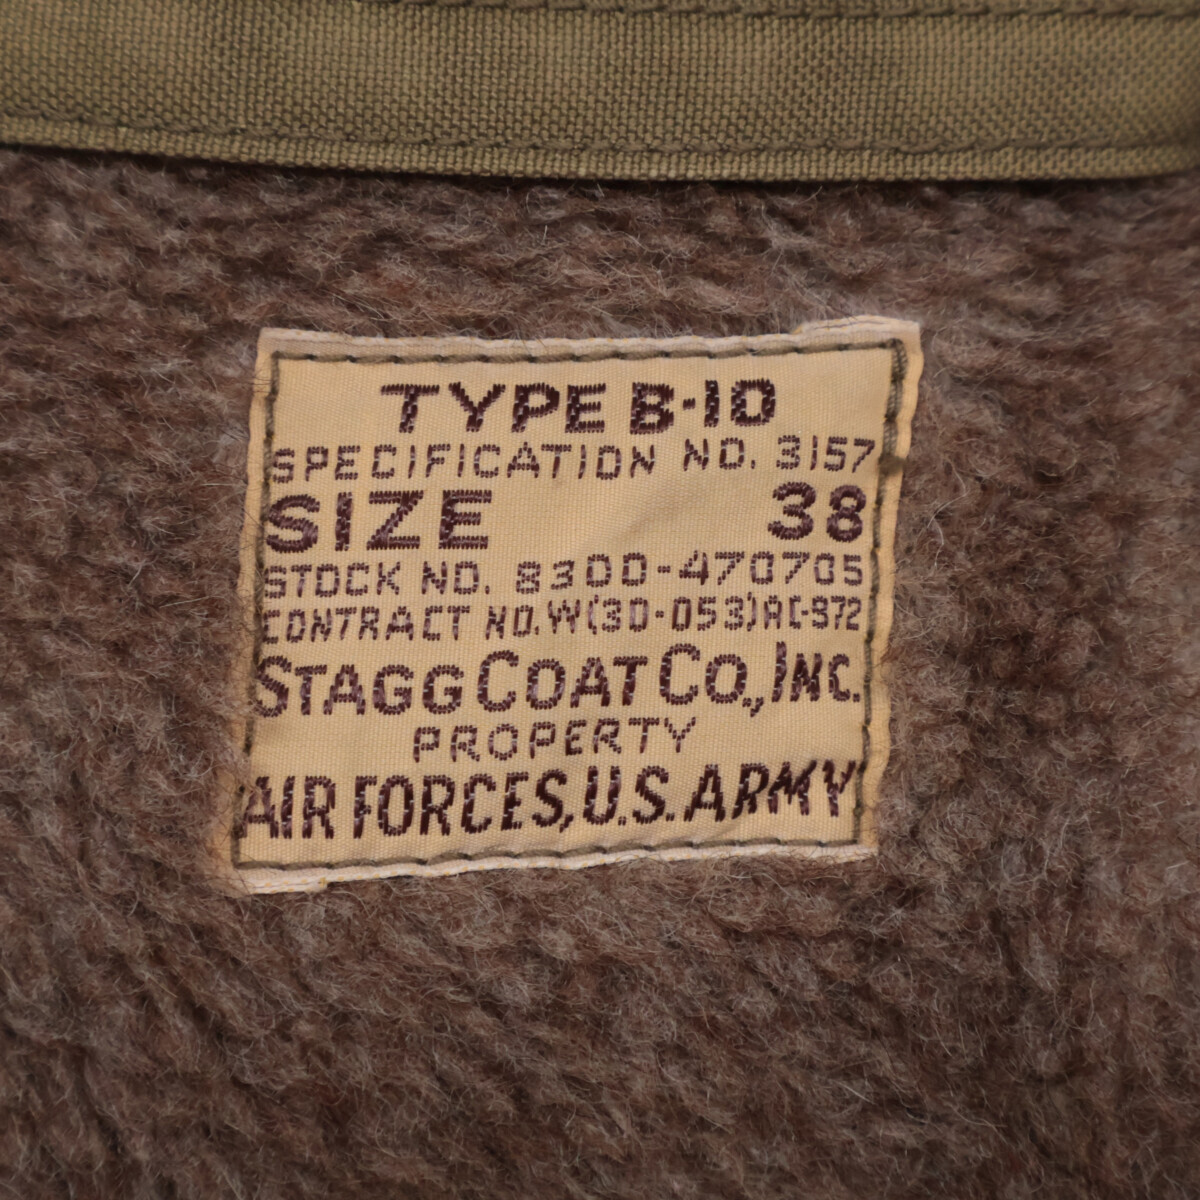 TYPE B-10
SPECIFICATION NO. 3157
SIZE 38
STOCK NO. 8300-470705
CONTRACT NO. W(30-053)AC-972
STAGG COAT CO., INC.
PROPERTY
AIR FORCES, U.S. ARMY